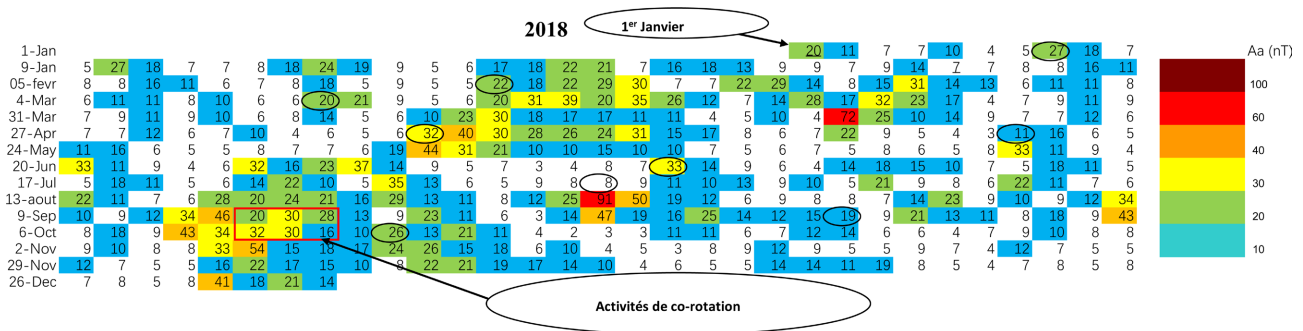 2018
1er Janvier
1-Jan 20 11 7 7 10 4 5 27 18 7
9-Jan 5 27 18 7 7 8 18 24 19 9 5 6 17 18 22 21 7 16 18 13 9 9 7 9 14 7 7 8 8 16 11
05-fevr 8 8 16 11 6 7 8 18 5 9 5 5 22 18 22 29 30 7 7 22 29 14 8 15 31 14 13 6 11 11 8
4-Mar 6 11 11 8 10 6 6 20 21 9 5 6 20 31 39 20 35 26 12 7 14 28 17 32 23 17 4 7 9 11 9
31-Mar 7 9 11 9 10 6 8 14 5 5 10 23 30 18 17 17 11 11 4 5 10 4 72 25 10 14 9 7 7 12 6
27-Apr 7 7 12 6 7 10 4 6 5 6 32 40 30 28 26 24 31 15 17 8 6 7 22 9 5 4 3 11 16 6 5
24-May 11 16 6 5 5 8 7 7 6 19 44 31 21 10 10 15 10 10 7 5 6 7 5 8 6 5 8 33 11 9 4
20-Jun 33 11 9 4 6 32 16 23 37 14 9 5 7 3 4 8 7 33 14 9 6 4 14 18 15 10 7 5 18 11 5
17-Jul 5 18 11 5 6 14 22 10 5 35 13 6 5 9 8 8 9 11 10 13 9 10 5 21 9 8 6 22 11 7 6
13-aout 22 11 7 6 28 20 24 21 16 29 13 11 8 12 25 91 50 19 12 6 9 8 8 7 14 23 9 10 9 12 34
9-Sep 10 9 12 34 46 20 30 28 13 9 23 11 6 3 14 47 19 16 25 14 12 15 19 9 21 13 11 8 18 9 43
6-Oct 8 18 9 43 34 32 30 16 10 26 13 21 11 4 2 3 3 11 11 6 7 12 14 6 6 4 7 9 10 8 8
2-Nov 9 10 8 8 33 54 15 18 17 24 26 15 18 6 10 4 5 3 8 9 12 9 5 5 9 7 4 12 7 5 5
29-Nov 12 7 5 5 16 22 17 15 10 8 22 21 19 17 14 10 4 6 5 5 14 14 11 19 8 5 4 7 8 5 8
26-Dec 7 8 5 8 41 18 21 14
Activités de co-rotation
Aa (nT)
100
60
40
30
20
10